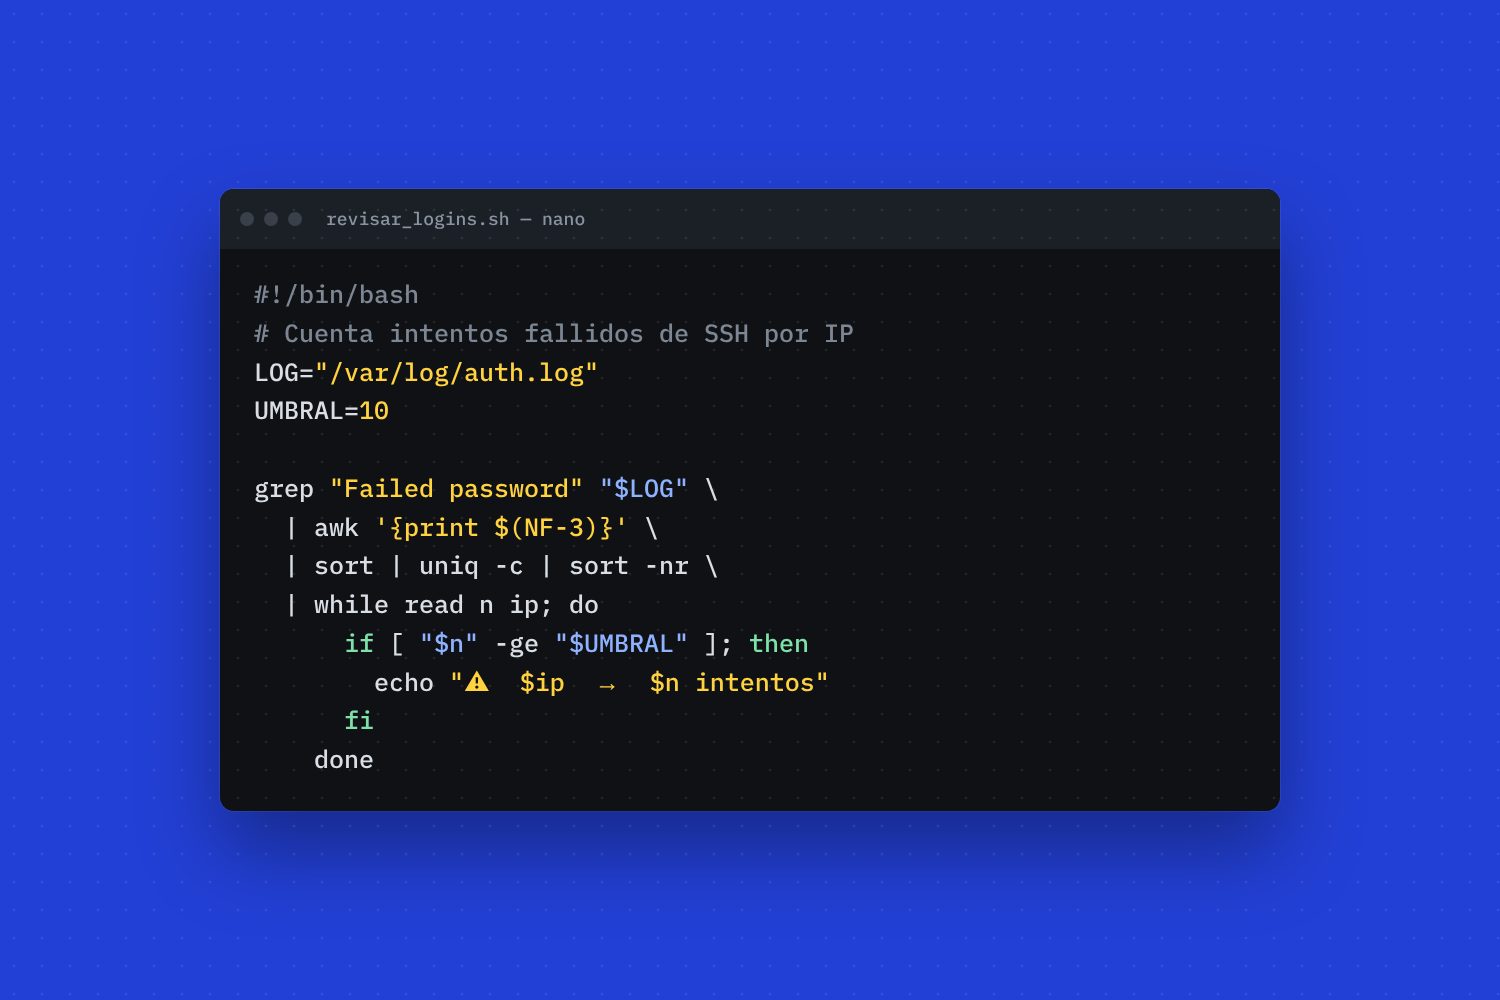 revisar_logins.sh — nano
#!/bin/bash
# Cuenta intentos fallidos de SSH por IP
LOG="/var/log/auth.log"
UMBRAL=10

grep "Failed password" "$LOG" \
  | awk '{print $(NF-3)}' \
  | sort | uniq -c | sort -nr \
  | while read n ip; do
      if [ "$n" -ge "$UMBRAL" ]; then
        echo "⚠  $ip  →  $n intentos"
      fi
    done